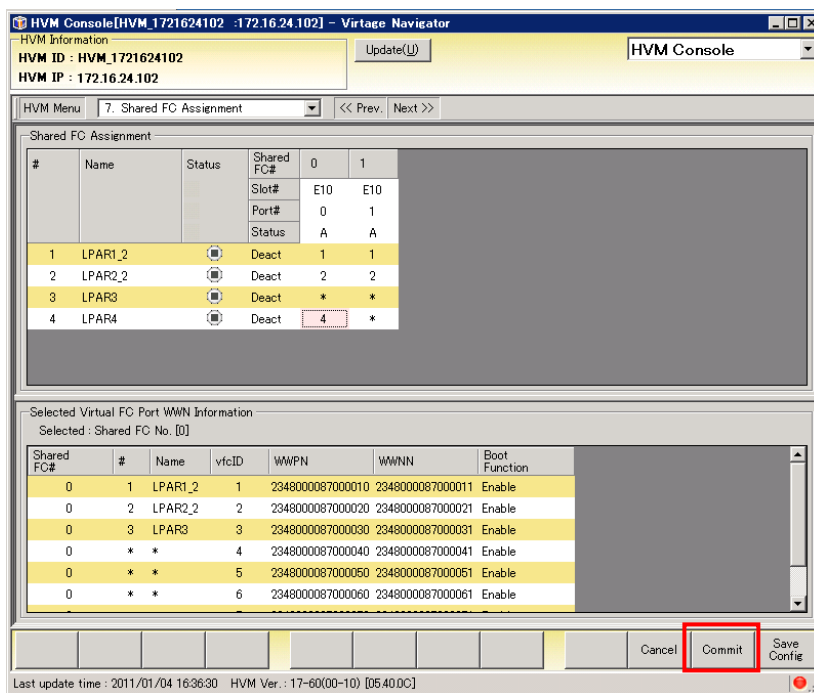 HVM Console[HVM_1721624102 :172.16.24.102] - Virtage Navigator
HVM Information
HVM ID : HVM_1721624102
HVM IP : 172.16.24.102
Update(U)
HVM Console
HVM Menu 7. Shared FC Assignment << Prev. Next >>
Shared FC Assignment
# Name Status Shared FC# 0 1
Slot# E10 E10
Port# 0 1
Status A A
1 LPAR1_2 Deact 1 1
2 LPAR2_2 Deact 2 2
3 LPAR3 Deact * *
4 LPAR4 Deact 4 *
Selected Virtual FC Port WWN Information
Selected : Shared FC No. [0]
Shared FC# # Name vfcID WWPN WWNN Boot Function
0 1 LPAR1_2 1 2348000087000010 2348000087000011 Enable
0 2 LPAR2_2 2 2348000087000020 2348000087000021 Enable
0 3 LPAR3 3 2348000087000030 2348000087000031 Enable
0 * * 4 2348000087000040 2348000087000041 Enable
0 * * 5 2348000087000050 2348000087000051 Enable
0 * * 6 2348000087000060 2348000087000061 Enable
Cancel Commit Save Config
Last update time : 2011/01/04 16:36:30 HVM Ver. : 17-60(00-10) [05.40.0C]